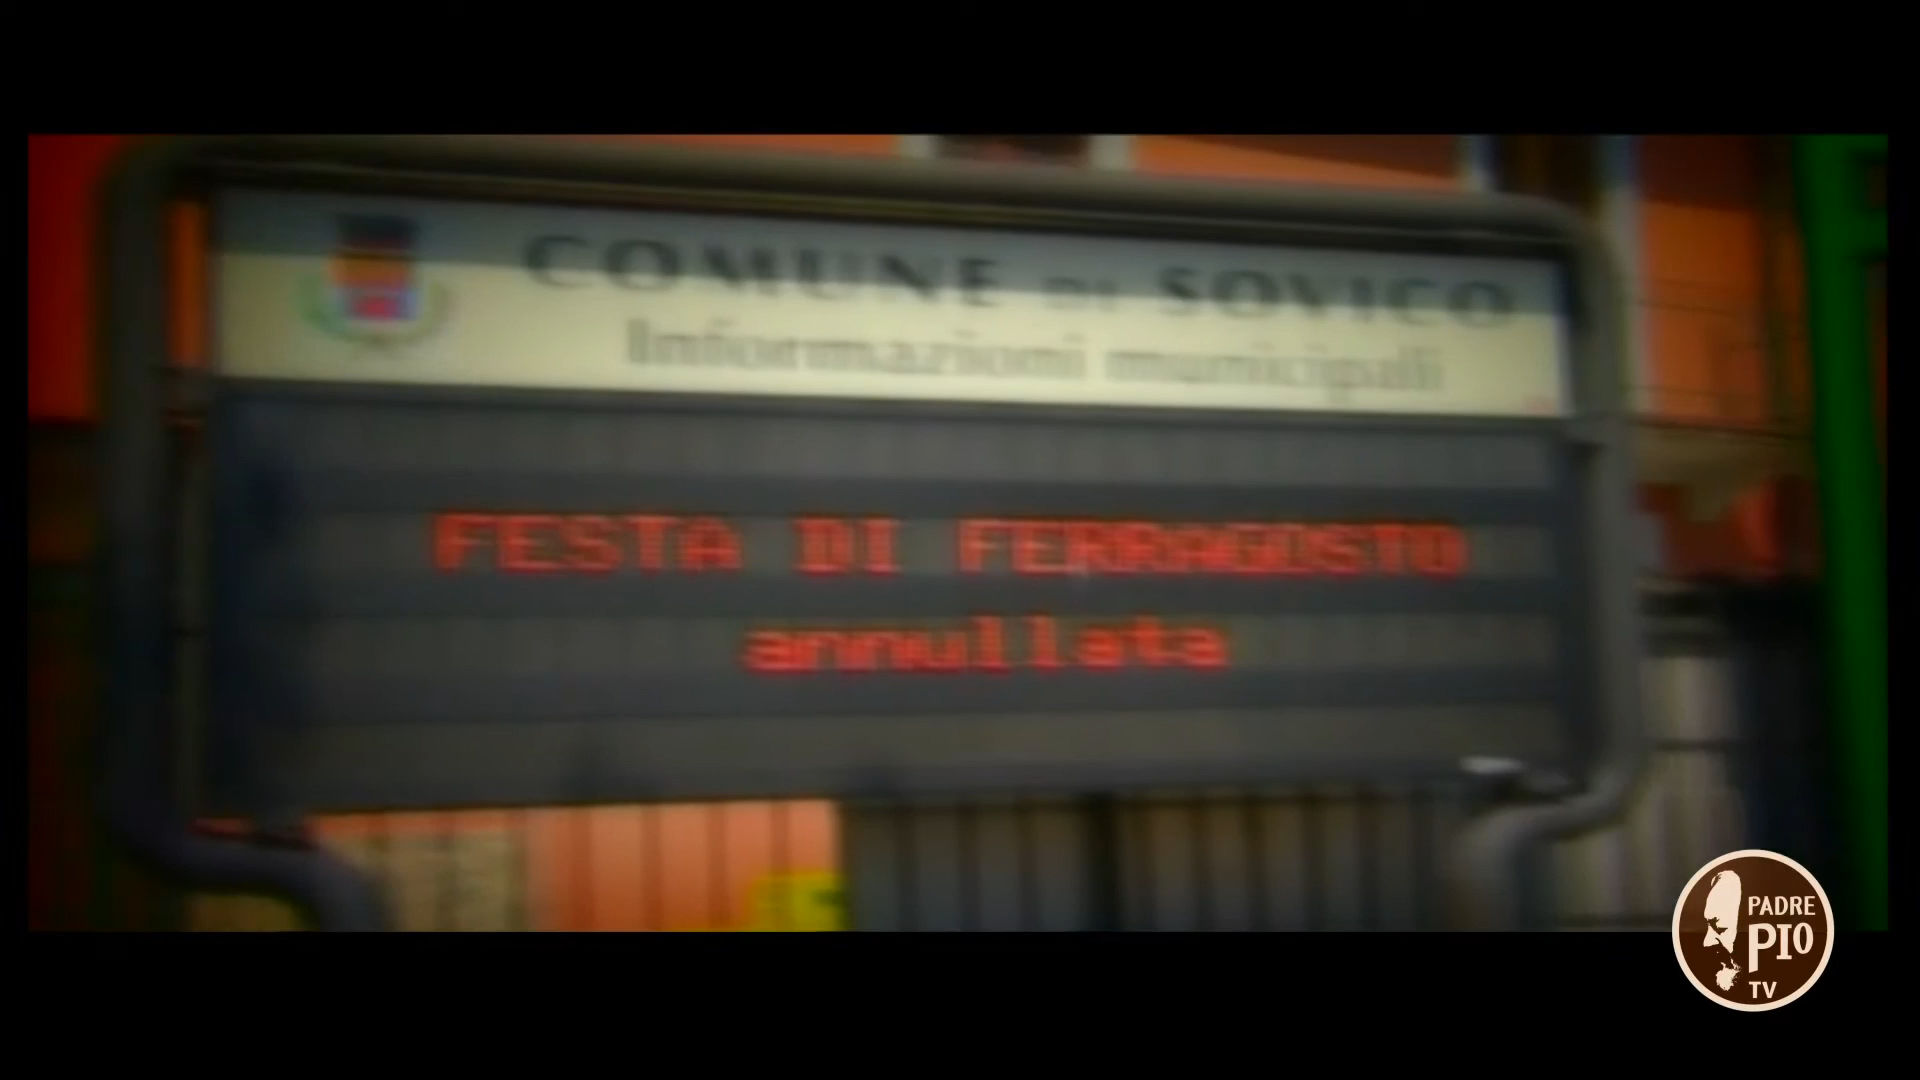 COMUNE DI SOVICO
Informazioni municipali
FESTA DI FERRAGOSTO
annullata
PADRE
PIO
TV